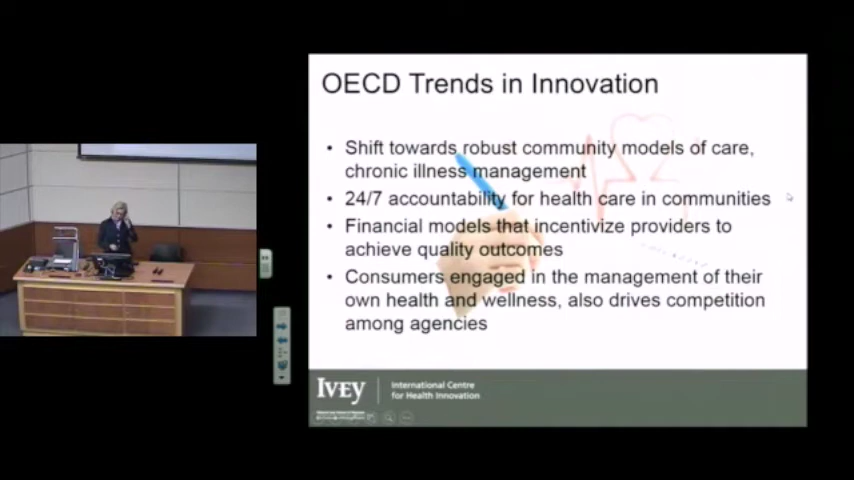 OECD Trends in Innovation
• Shift towards robust community models of care,
chronic illness management
• 24/7 accountability for health care in communities
• Financial models that incentivize providers to
achieve quality outcomes
• Consumers engaged in the management of their
own health and wellness, also drives competition
among agencies
IVEY
International Centre
for Health Innovation